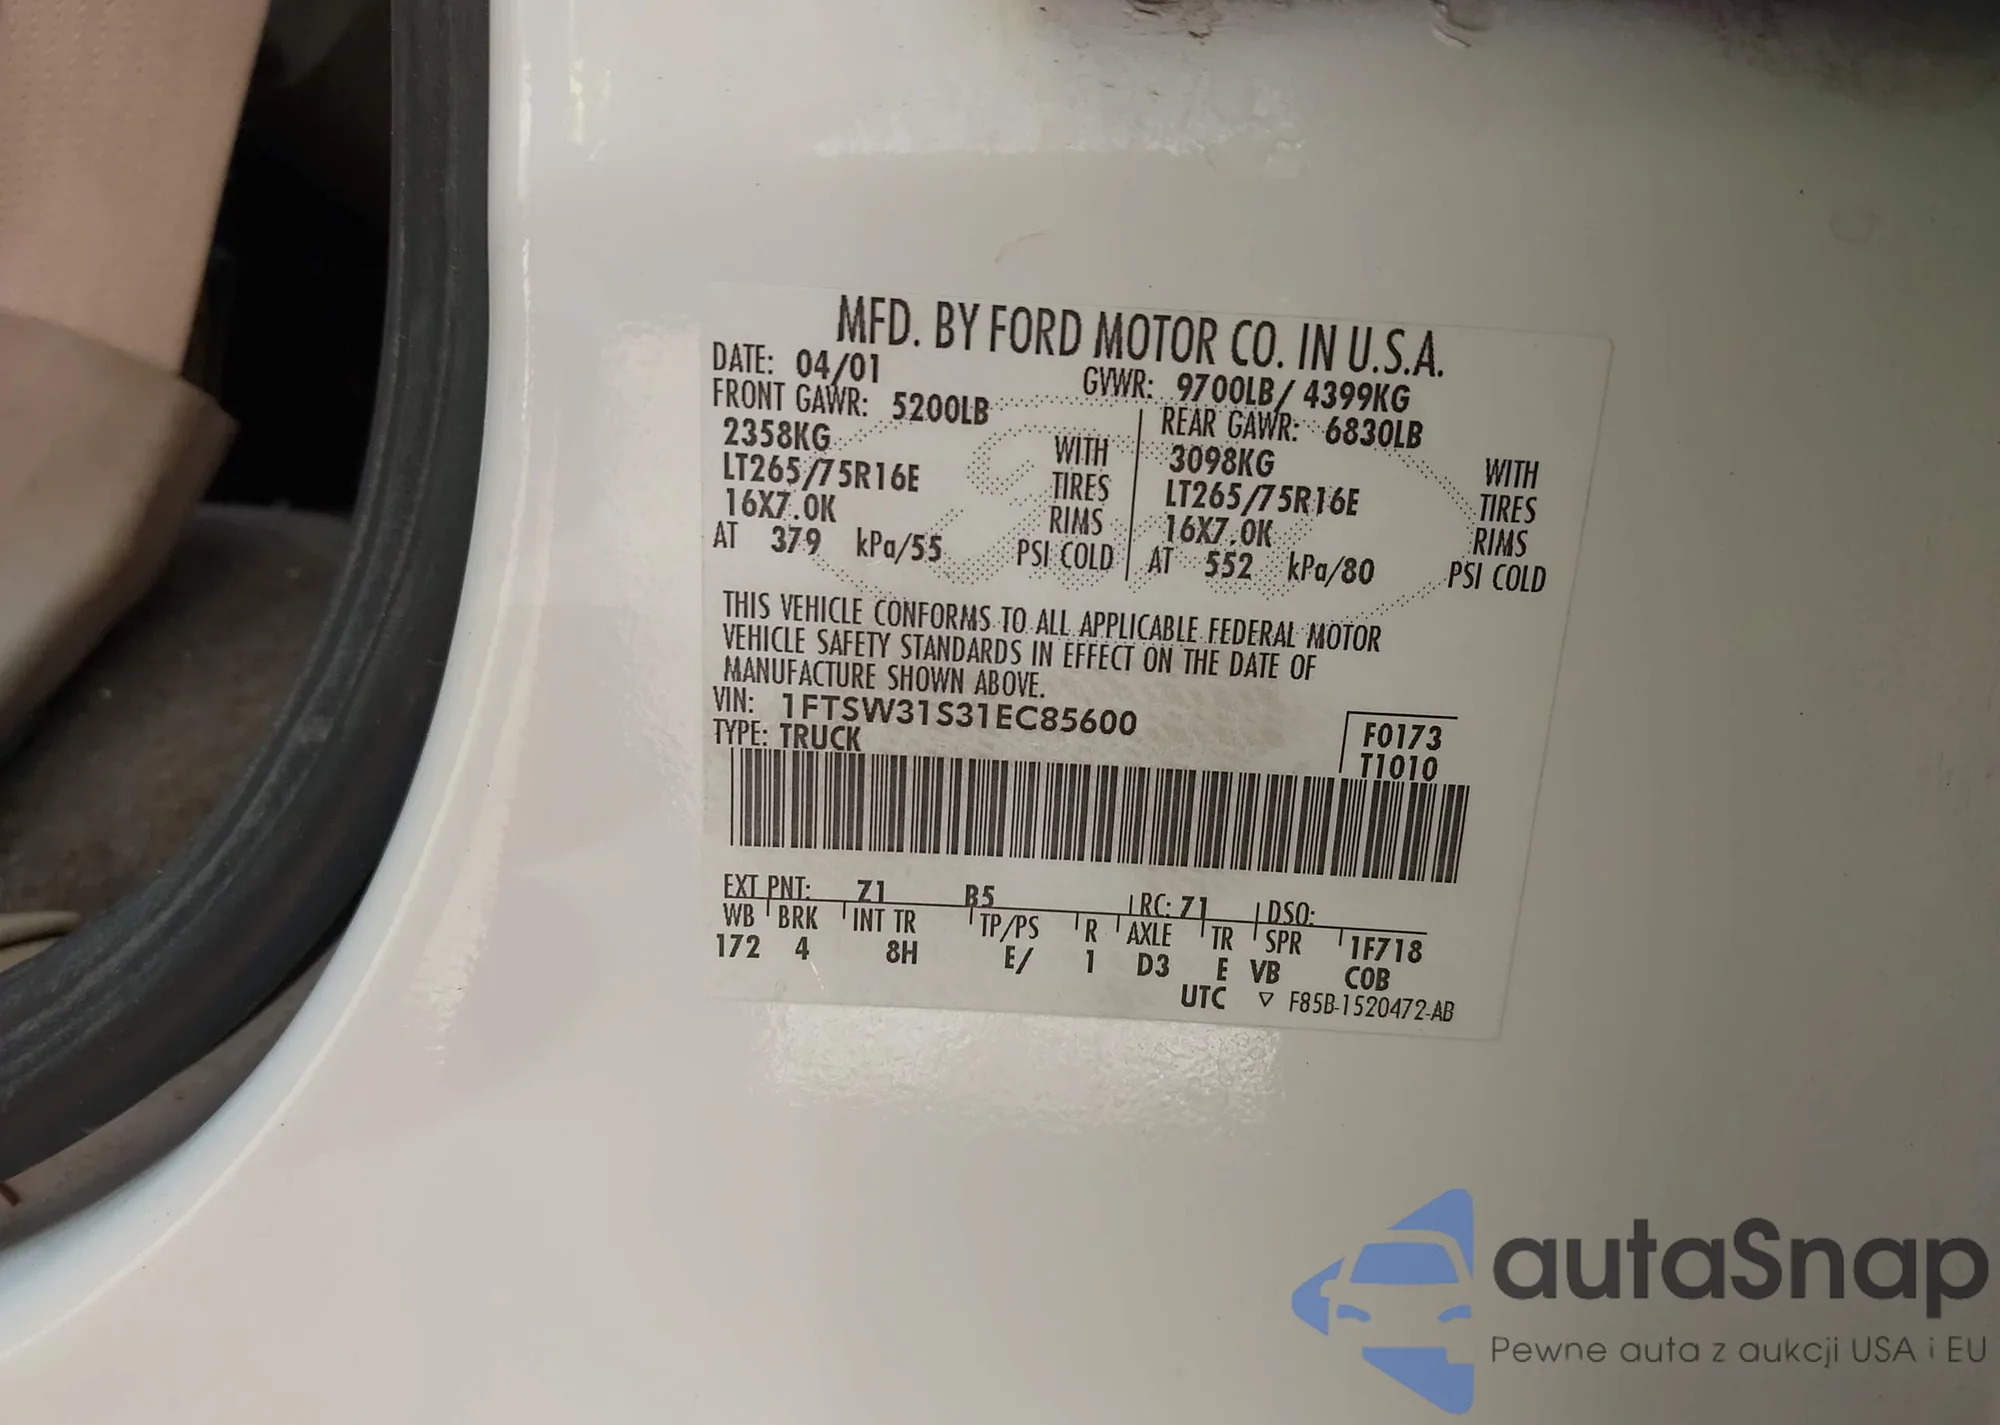 MFD. BY FORD MOTOR CO. IN U.S.A.
DATE: 04/01 GVWR: 9700LB/ 4399KG
FRONT GAWR: 5200LB REAR GAWR: 6830LB
2358KG WITH 3098KG WITH
LT265/75R16E TIRES LT265/75R16E TIRES
16X7.0K RIMS 16X7.0K RIMS
AT 379 kPa/55 PSI COLD AT 552 kPa/80 PSI COLD
THIS VEHICLE CONFORMS TO ALL APPLICABLE FEDERAL MOTOR
VEHICLE SAFETY STANDARDS IN EFFECT ON THE DATE OF
MANUFACTURE SHOWN ABOVE.
VIN: 1FTSW31S31EC85600
TYPE: TRUCK
F0173
T1010
EXT PNT: Z1 B5 RC: 71 DSO:
WB BRK INT TR TP/PS R AXLE TR SPR 1F718
172 4 8H E/ 1 D3 E VB C0B
UTC ▽ F85B-1520472-AB
autaSnap
Pewne auta z aukcji USA i EU